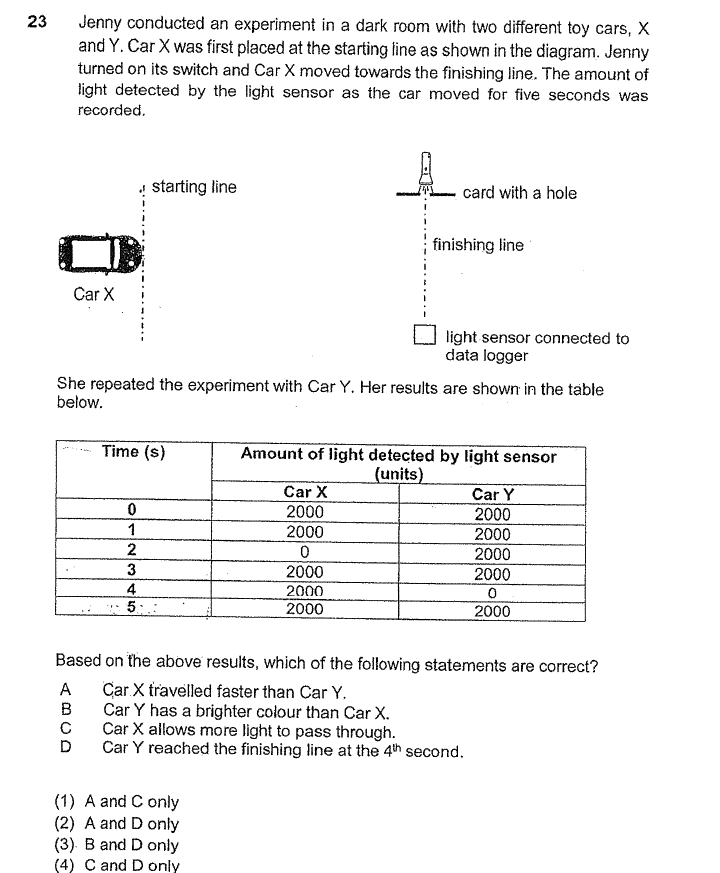 23 Jenny conducted an experiment in a dark room with two different toy cars, X
and Y. Car X was first placed at the starting line as shown in the diagram. Jenny
turned on its switch and Car X moved towards the finishing line. The amount of
light detected by the light sensor as the car moved for five seconds was
recorded.
starting line
card with a hole
finishing line
Car X
light sensor connected to
data logger
She repeated the experiment with Car Y. Her results are shown in the table
below.
Time (s) Amount of light detected by light sensor
(units)
Car X Car Y
0 2000 2000
1 2000 2000
2 0 2000
3 2000 2000
4 2000 0
5 2000 2000
Based on the above results, which of the following statements are correct?
A Car X travelled faster than Car Y.
B Car Y has a brighter colour than Car X.
C Car X allows more light to pass through.
D Car Y reached the finishing line at the 4th second.
(1) A and C only
(2) A and D only
(3) B and D only
(4) C and D only